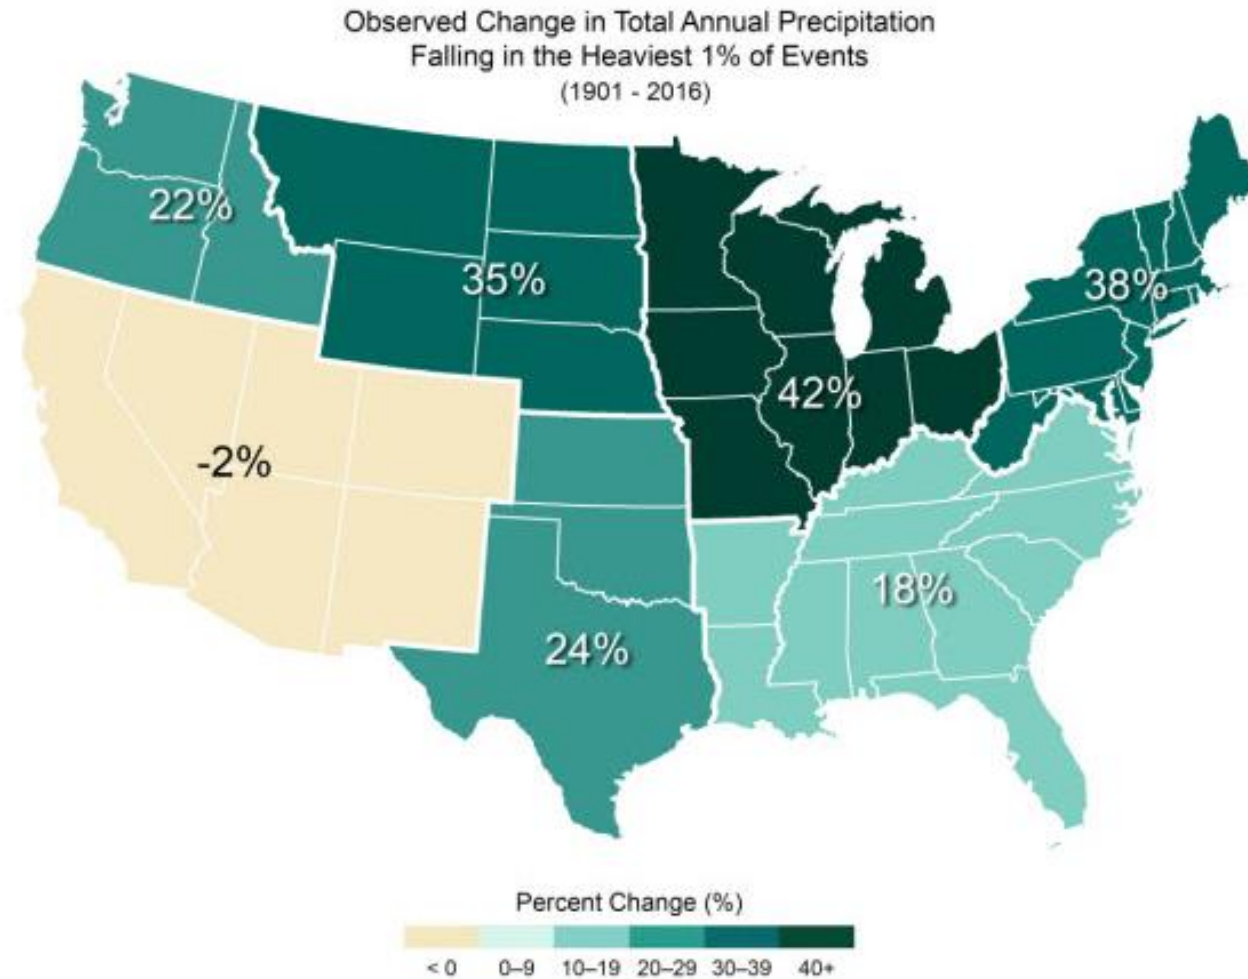 Observed Change in Total Annual Precipitation
Falling in the Heaviest 1% of Events
(1901 - 2016)
22%
35%
38%
42%
-2%
18%
24%
Percent Change (%)
< 0 0–9 10–19 20–29 30–39 40+